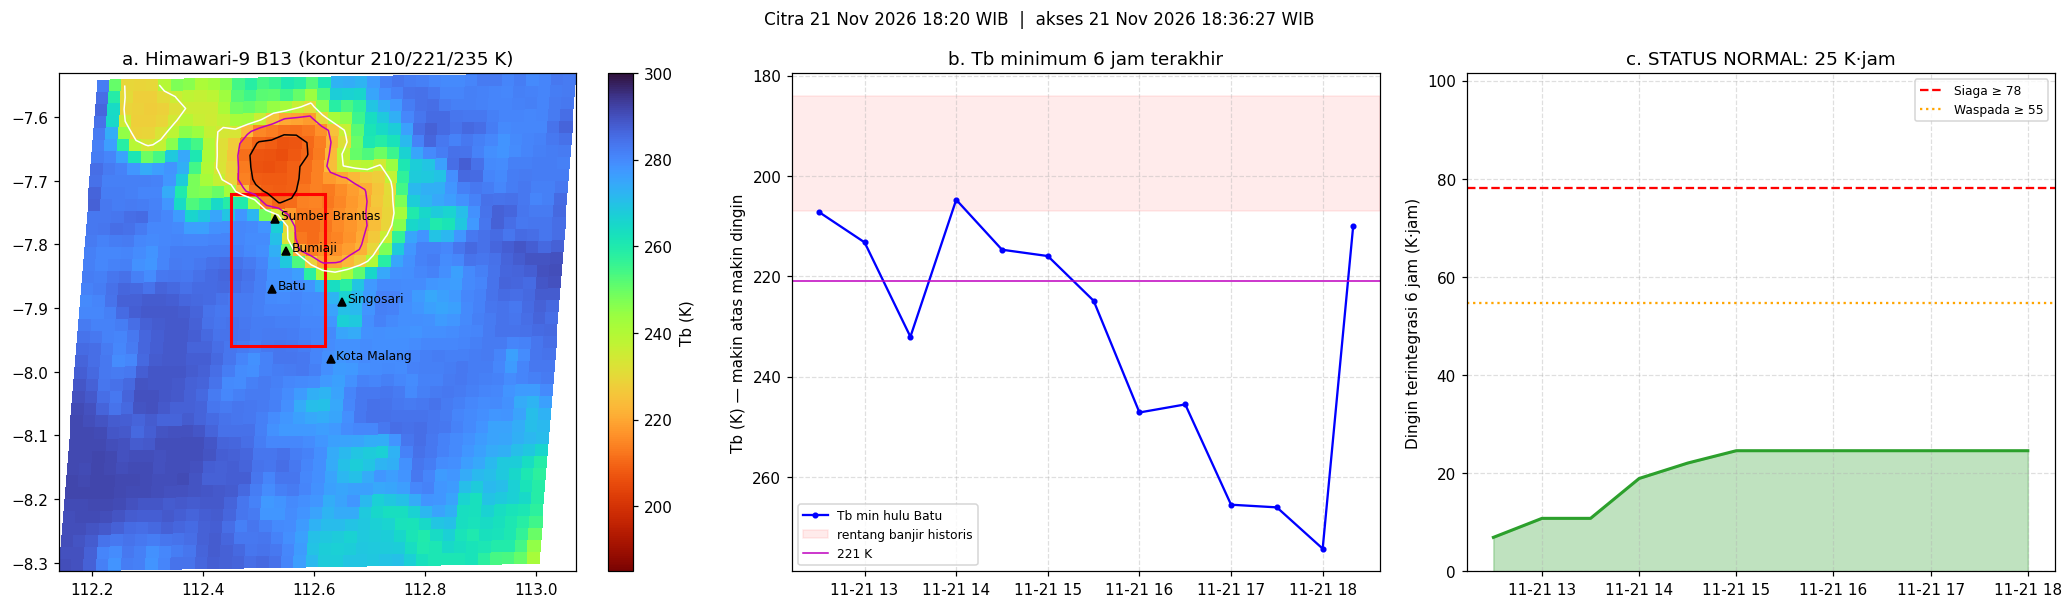 Citra 21 Nov 2026 18:20 WIB | akses 21 Nov 2026 18:36:27 WIB
a. Himawari-9 B13 (kontur 210/221/235 K)
−7.6
−7.7
−7.8
−7.9
−8.0
−8.1
−8.2
−8.3
112.2
112.4
112.6
112.8
113.0
Sumber Brantas
Bumiaji
Batu
Singosari
Kota Malang
300
280
260
240
220
200
Tb (K)
b. Tb minimum 6 jam terakhir
Tb (K) — makin atas makin dingin
180
200
220
240
260
Tb min hulu Batu
rentang banjir historis
221 K
11-21 13
11-21 14
11-21 15
11-21 16
11-21 17
11-21 18
c. STATUS NORMAL: 25 K·jam
Dingin terintegrasi 6 jam (K·jam)
100
80
60
40
20
0
Siaga ≥ 78
Waspada ≥ 55
11-21 13
11-21 14
11-21 15
11-21 16
11-21 17
11-21 18